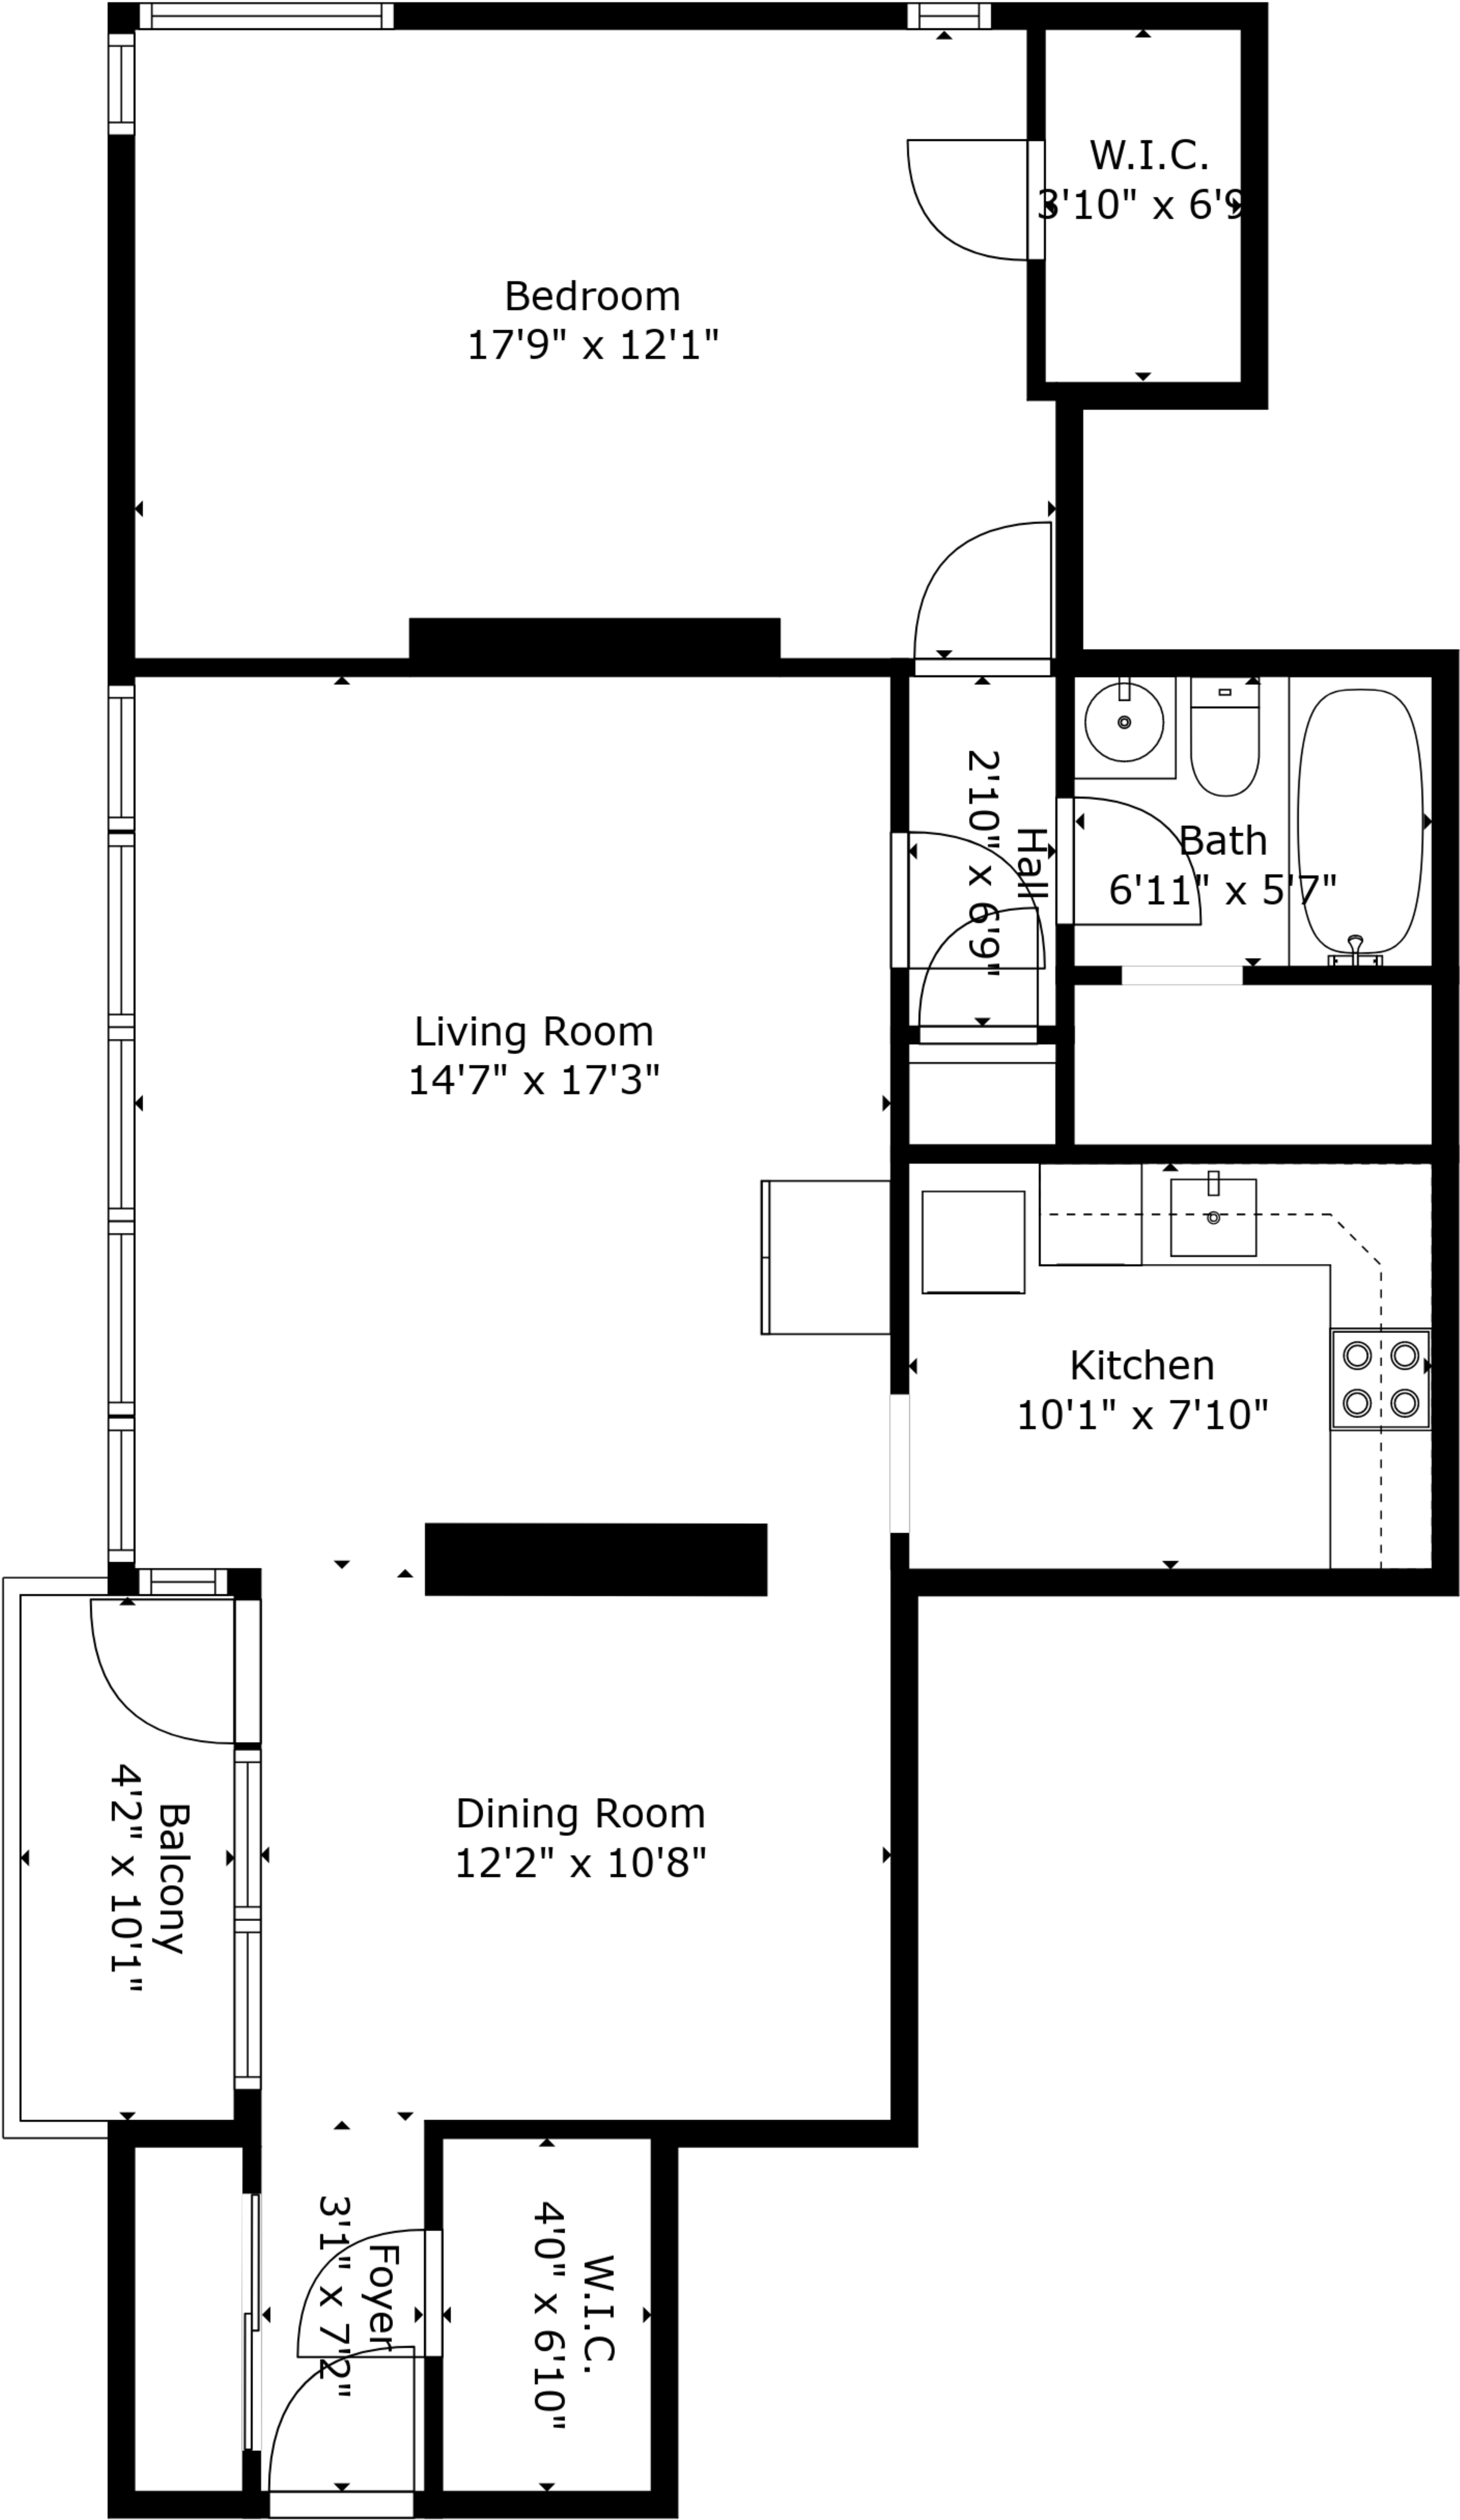 W.I.C.
3'10" x 6'9
Bedroom
17'9" x 12'1"
Hall
2'10" x 6'9"
Bath
6'11" x 5'7"
Living Room
14'7" x 17'3"
Kitchen
10'1" x 7'10"
Balcony
4'2" x 10'1"
Dining Room
12'2" x 10'8"
Foyer
3'1" x 7'2"
W.I.C.
4'0" x 6'10"